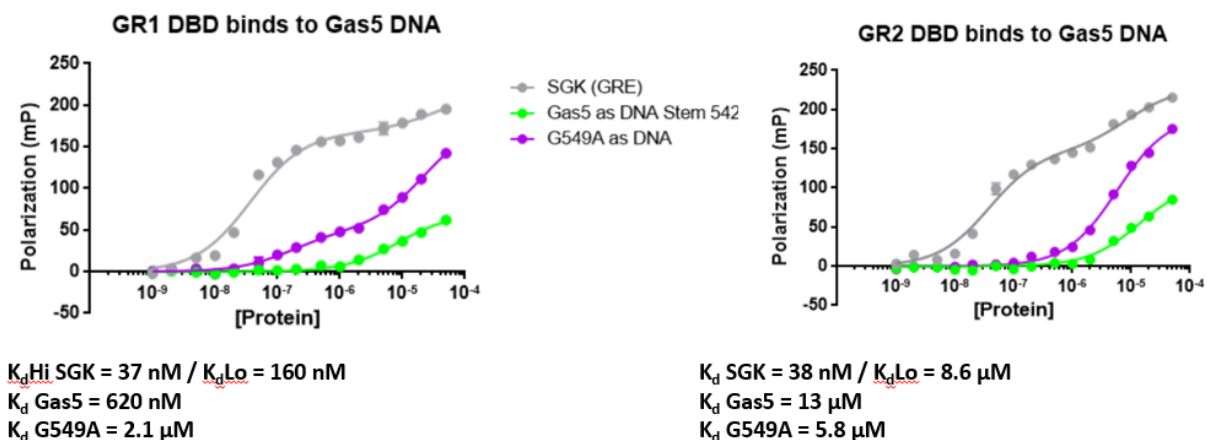 GR1 DBD binds to Gas5 DNA
250
200
150
100
50
0
-50
Polarization (mP)
10-9
10-8
10-7
10-6
10-5
10-4
[Protein]
SGK (GRE)
Gas5 as DNA Stem 542
G549A as DNA
GR2 DBD binds to Gas5 DNA
250
200
150
100
50
0
-50
Polarization (mP)
10-9
10-8
10-7
10-6
10-5
10-4
[Protein]
KdHi SGK = 37 nM / KdLo = 160 nM
Kd Gas5 = 620 nM
Kd G549A = 2.1 µM
Kd SGK = 38 nM / KdLo = 8.6 µM
Kd Gas5 = 13 µM
Kd G549A = 5.8 µM